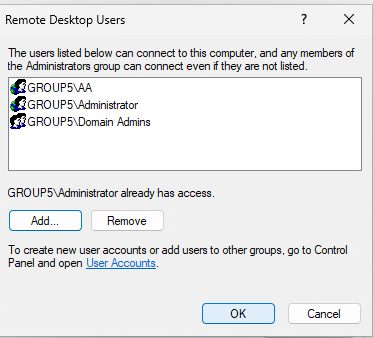 Remote Desktop Users
The users listed below can connect to this computer, and any members of
the Administrators group can connect even if they are not listed.
GROUP5\AA
GROUP5\Administrator
GROUP5\Domain Admins
GROUP5\Administrator already has access.
Add...
Remove
To create new user accounts or add users to other groups, go to Control
Panel and open User Accounts.
OK
Cancel